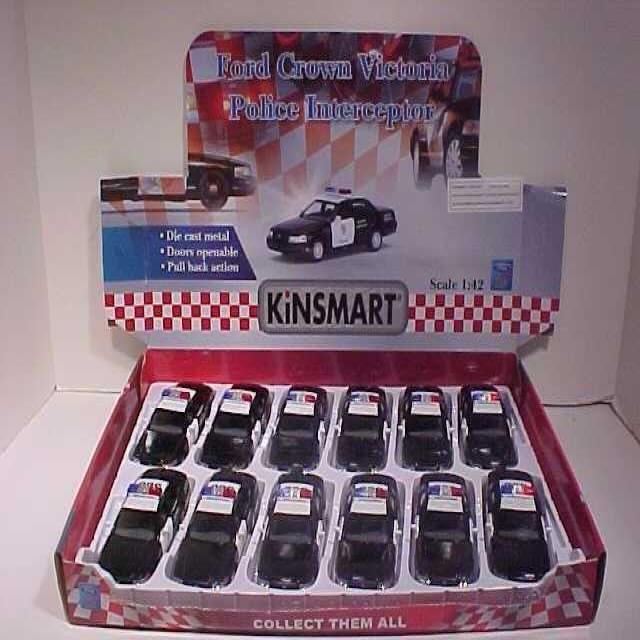 Ford Crown Victoria
Police Interceptor
• Die cast metal
• Doors openable
• Pull back action
Scale 1:42
KiNSMART
COLLECT THEM ALL